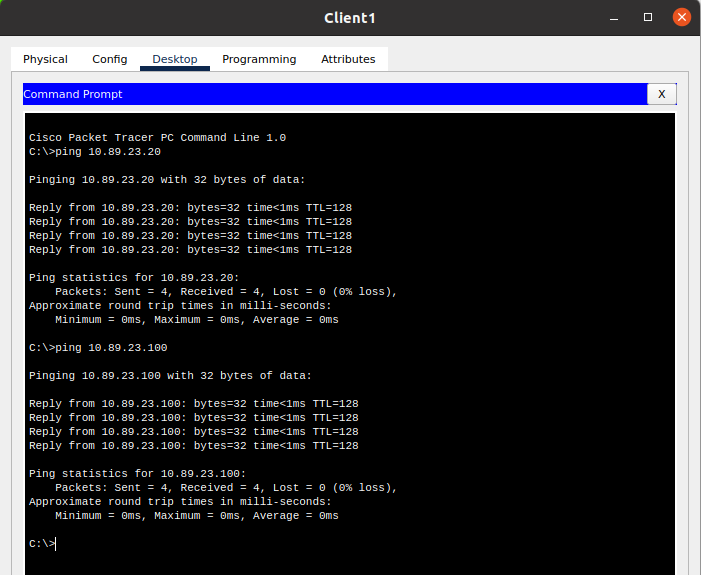 Client1
Physical Config Desktop Programming Attributes
Command Prompt X
Cisco Packet Tracer PC Command Line 1.0
C:\>ping 10.89.23.20
Pinging 10.89.23.20 with 32 bytes of data:
Reply from 10.89.23.20: bytes=32 time<1ms TTL=128
Reply from 10.89.23.20: bytes=32 time<1ms TTL=128
Reply from 10.89.23.20: bytes=32 time<1ms TTL=128
Reply from 10.89.23.20: bytes=32 time<1ms TTL=128
Ping statistics for 10.89.23.20:
    Packets: Sent = 4, Received = 4, Lost = 0 (0% loss),
Approximate round trip times in milli-seconds:
    Minimum = 0ms, Maximum = 0ms, Average = 0ms
C:\>ping 10.89.23.100
Pinging 10.89.23.100 with 32 bytes of data:
Reply from 10.89.23.100: bytes=32 time<1ms TTL=128
Reply from 10.89.23.100: bytes=32 time<1ms TTL=128
Reply from 10.89.23.100: bytes=32 time<1ms TTL=128
Reply from 10.89.23.100: bytes=32 time<1ms TTL=128
Ping statistics for 10.89.23.100:
    Packets: Sent = 4, Received = 4, Lost = 0 (0% loss),
Approximate round trip times in milli-seconds:
    Minimum = 0ms, Maximum = 0ms, Average = 0ms
C:\>